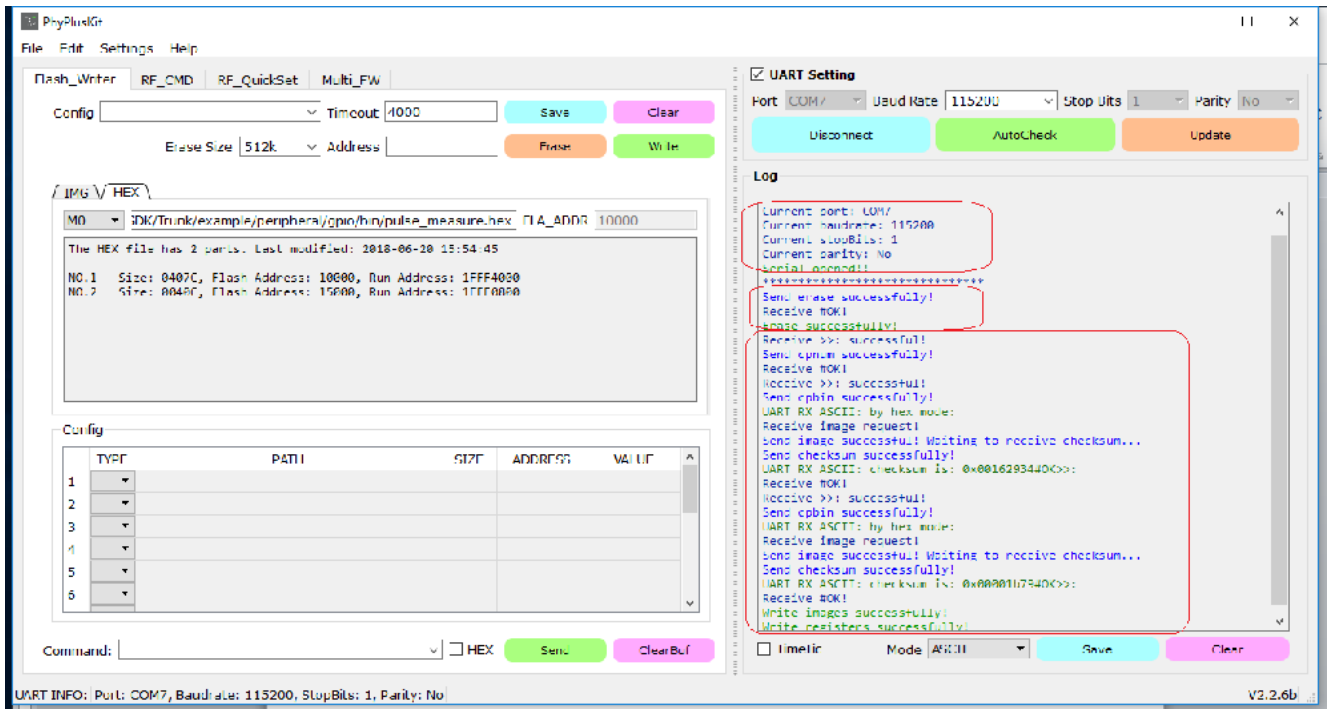 PhyPlusKit
File Edit Settings Help
Flash_Writer RF_CMD RF_QuickSet Multi_FW
Config Timeout 4000 Save Clear
Erase Size 512k Address Erase Write
IMG HEX
M0 SDK/Trunk/example/peripheral/gpio/bin/pulse_measure.hex FLA_ADDR 10000
The HEX file has 2 parts. Last modified: 2018-06-20 15:54:45
NO.1 Size: 0407C, Flash Address: 10000, Run Address: 1FFF4000
NO.2 Size: Flash Address: 15000, Run Address: 1FFF0800
Config
TYPE PATH SIZE ADDRESS VALUE
1
2
3
4
5
6
Command: HEX Send ClearBuf
UART INFO: Port: COM7, Baudrate: 115200, StopBits: 1, Parity: No
UART Setting
Port COM7 Baud Rate 115200 Stop Bits 1 Parity No
Disconnect AutoCheck Update
Log
Current port: COM7
Current baudrate: 115200
Current stopBits: 1
Current parity: No
Serial opened!!
*******************************
Send erase successfully!
Receive #OK!
Erase successfully!
Receive >>: successful!
Send cpnum successfully!
Receive #OK!
Receive >>: successful!
Send cpbin successfully!
UART RX ASCII: by hex mode:
Receive image request!
Send image successful! Waiting to receive checksum...
Send checksum successfully!
UART RX ASCII: checksum is: 0x00162934#OK>>:
Receive #OK!
Receive >>: successful!
Send cpbin successfully!
UART RX ASCII: by hex mode:
Receive image request!
Send image successful! Waiting to receive checksum...
Send checksum successfully!
UART RX ASCII: checksum is:
Receive #OK!
Write images successfully!
Write registers successfully!
TimeTic Mode ASCII Save Clear
V2.2.6b